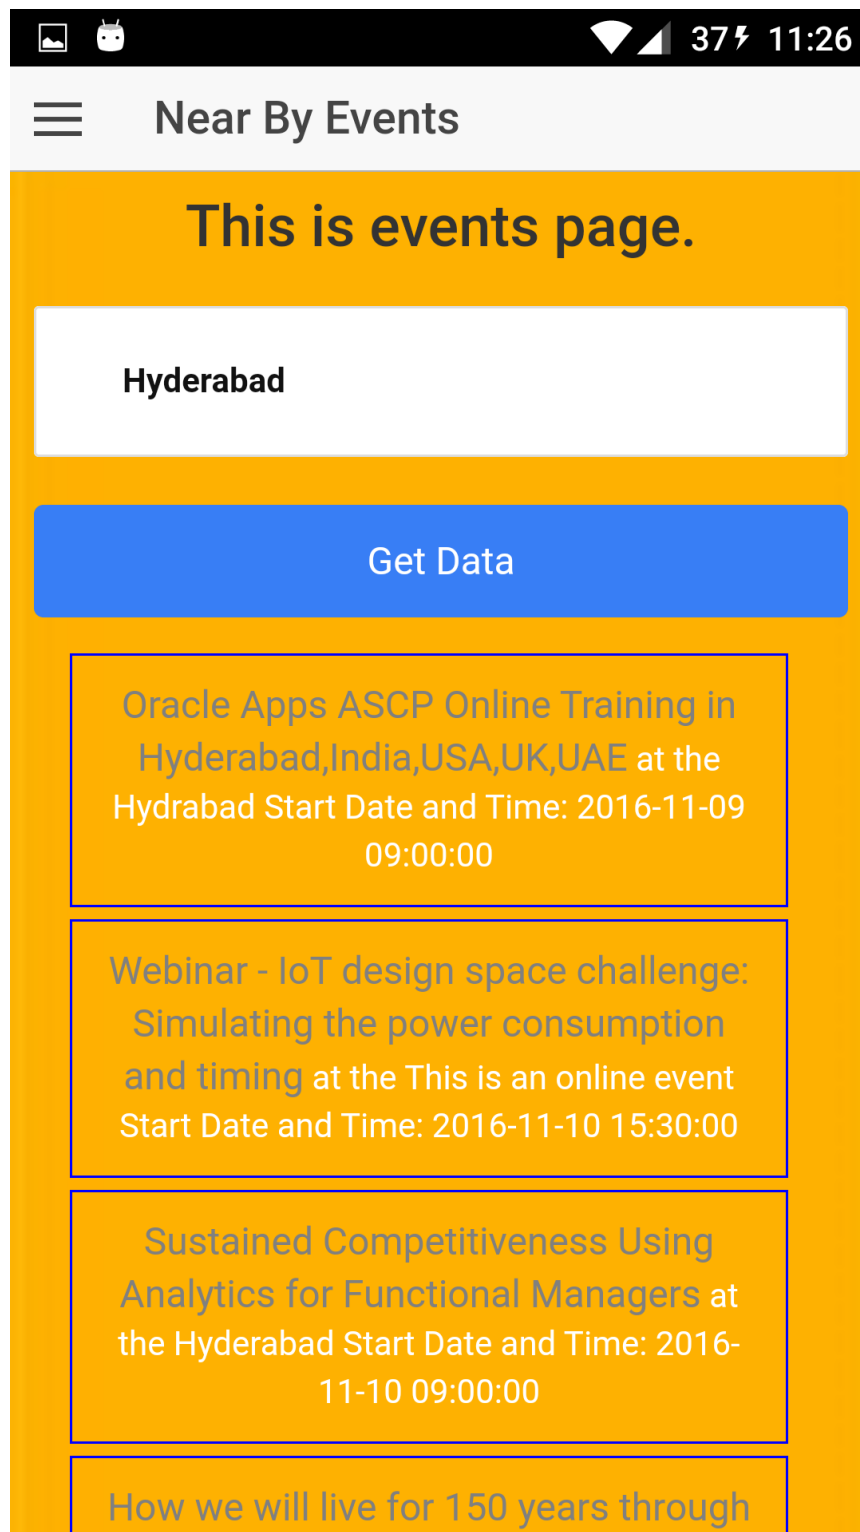 37 11:26
Near By Events
This is events page.
Hyderabad
Get Data
Oracle Apps ASCP Online Training in
Hyderabad,India,USA,UK,UAE at the
Hydrabad Start Date and Time: 2016-11-09
09:00:00
Webinar - IoT design space challenge:
Simulating the power consumption
and timing at the This is an online event
Start Date and Time: 2016-11-10 15:30:00
Sustained Competitiveness Using
Analytics for Functional Managers at
the Hyderabad Start Date and Time: 2016-
11-10 09:00:00
How we will live for 150 years through